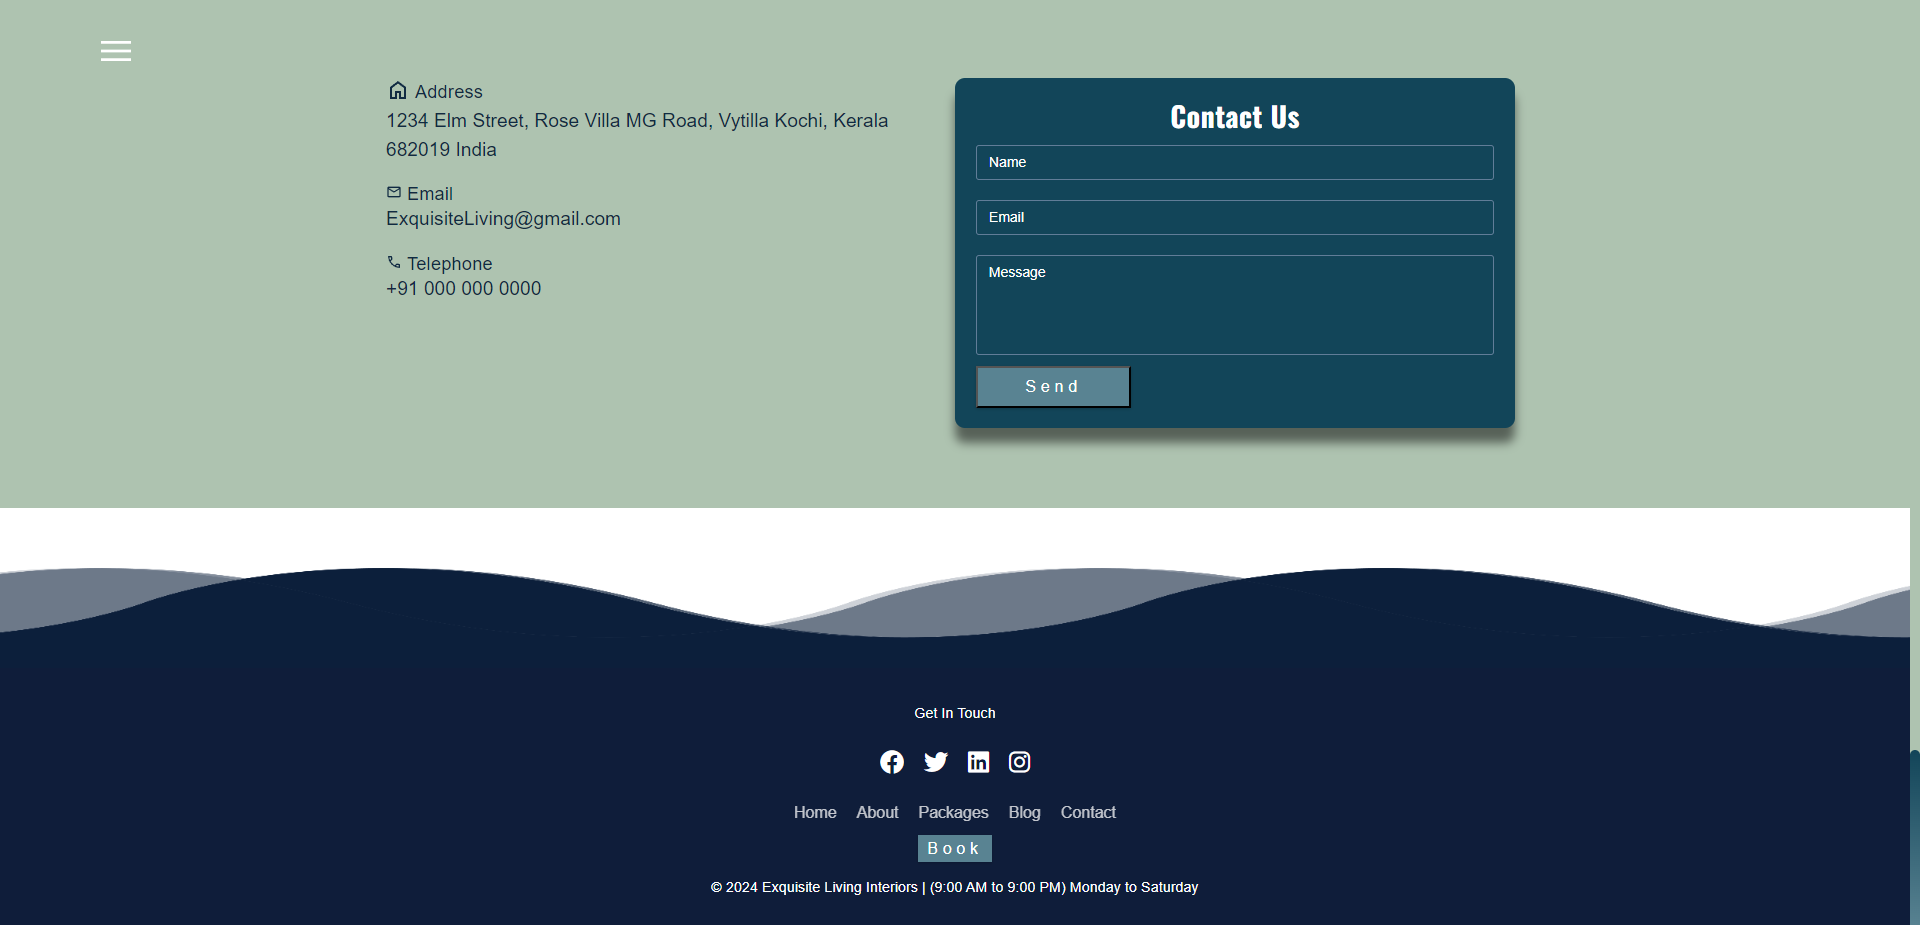 Address
1234 Elm Street, Rose Villa MG Road, Vytilla Kochi, Kerala
682019 India
Email
ExquisiteLiving@gmail.com
Telephone
+91 000 000 0000
Contact Us
Name
Email
Message
Send
Get In Touch
Home About Packages Blog Contact
Book
© 2024 Exquisite Living Interiors | (9:00 AM to 9:00 PM) Monday to Saturday